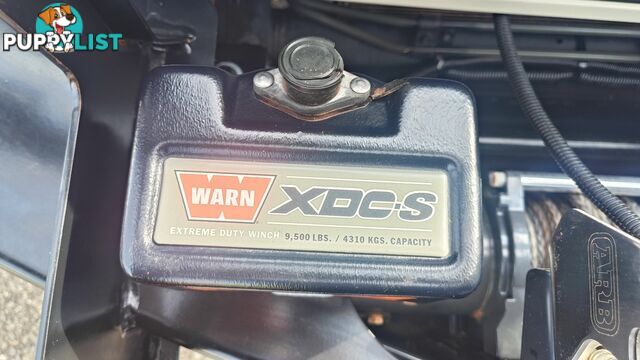 PUPPYLIST
WARN XDC-S
EXTREME DUTY WINCH 9,500 LBS. / 4310 KGS. CAPACITY
ARB